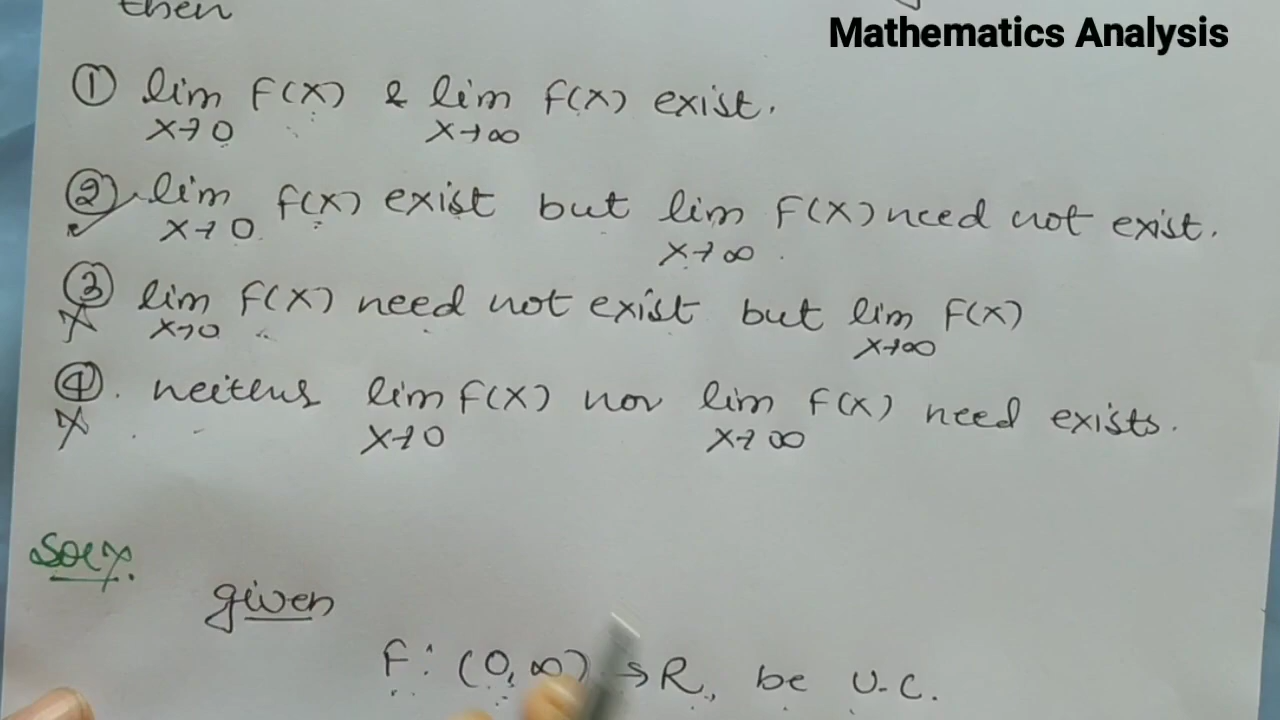 then
Mathematics Analysis
① lim f(x) & lim f(x) exist.
x→0 x→∞
② lim f(x) exist but lim f(x) need not exist.
x→0 x→∞
③ lim f(x) need not exist but lim f(x)
x→0 x→∞
④. neither lim f(x) nor lim f(x) need exists.
x→0 x→∞
Solⁿ.
given
f: (0,∞) → R, be U.C.